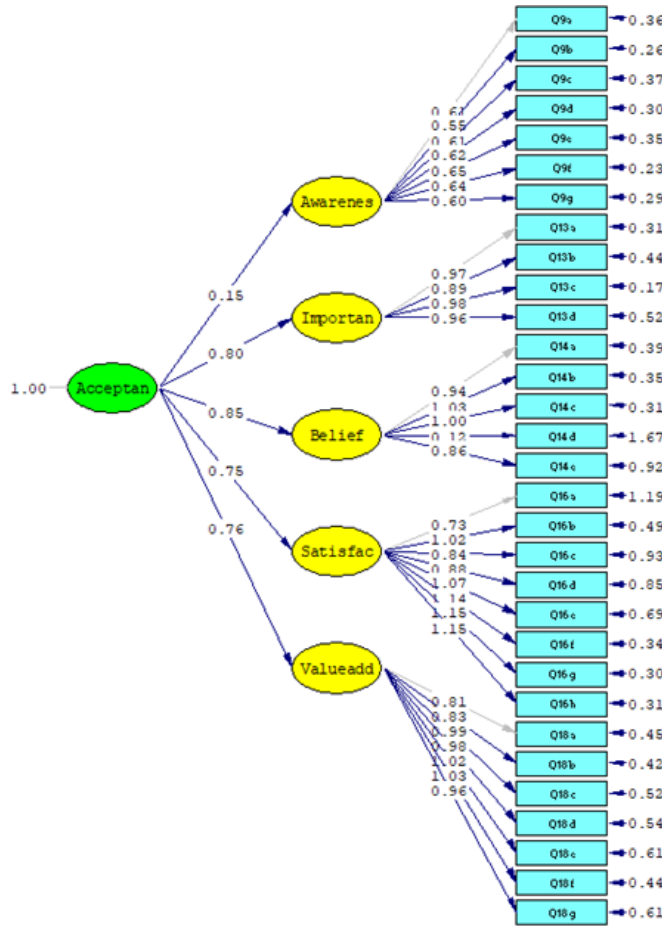 Q9a 0.36
Q9b 0.26
Q9c 0.37
Q9d 0.30
Q9e 0.35
Q9f 0.23
Q9g 0.29
0.61
0.55
0.61
0.62
0.65
0.64
0.60
Awarenes
Q13a 0.31
Q13b 0.44
Q13c 0.17
Q13d 0.52
0.97
0.89
0.98
0.96
0.15
Importan
0.80
1.00 Acceptan
Q14a 0.39
Q14b 0.35
Q14c 0.31
Q14d 1.67
Q14e 0.92
0.94
1.03
1.00
0.12
0.86
0.85
Belief
0.75
0.76
Q16a 1.19
Q16b 0.49
Q16c 0.93
Q16d 0.85
Q16e 0.69
Q16f 0.34
Q16g 0.30
Q16h 0.31
0.73
1.02
0.84
0.88
1.07
1.14
1.15
1.15
Satisfac
Valueadd
Q18a 0.45
Q18b 0.42
Q18c 0.52
Q18d 0.54
Q18e 0.61
Q18f 0.44
Q18g 0.61
0.81
0.83
0.99
0.98
1.02
1.03
0.96